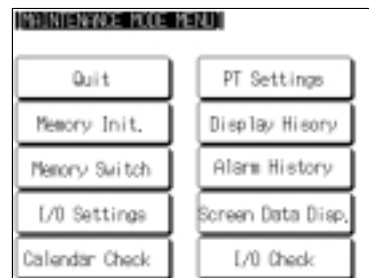 [MAINTENANCE MODE MENU]
Quit
PT Settings
Memory Init.
Display Hisory
Memory Switch
Alarm History
I/O Settings
Screen Data Disp.
Calendar Check
I/O Check